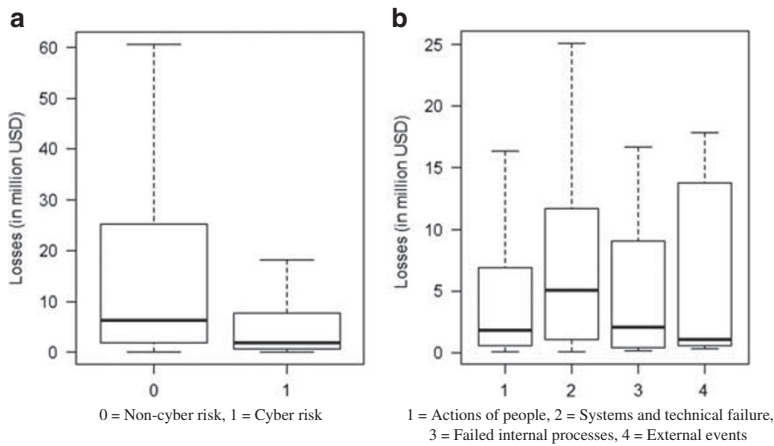 a
b
Losses (in million USD)
60
50
40
30
20
10
0
0 1
0 = Non-cyber risk, 1 = Cyber risk
Losses (in million USD)
25
20
15
10
5
0
1 2 3 4
1 = Actions of people, 2 = Systems and technical failure,
3 = Failed internal processes, 4 = External events